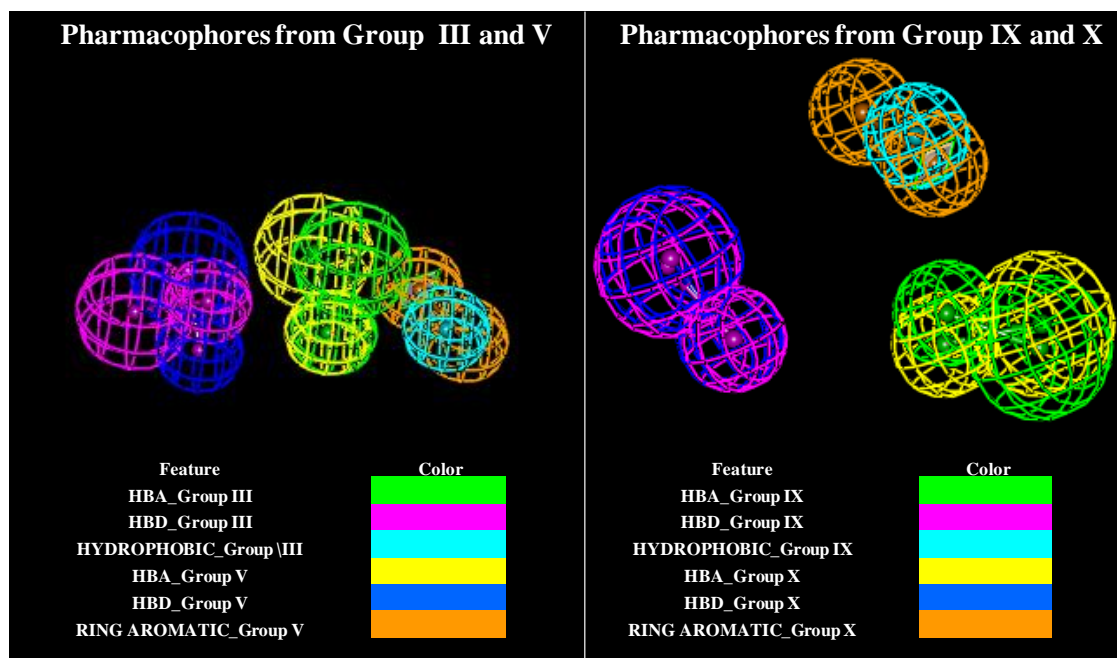 Pharmacophores from Group III and V
Feature Color
HBA_Group III
HBD_Group III
HYDROPHOBIC_Group \III
HBA_Group V
HBD_Group V
RING AROMATIC_Group V
Pharmacophores from Group IX and X
Feature Color
HBA_Group IX
HBD_Group IX
HYDROPHOBIC_Group IX
HBA_Group X
HBD_Group X
RING AROMATIC_Group X